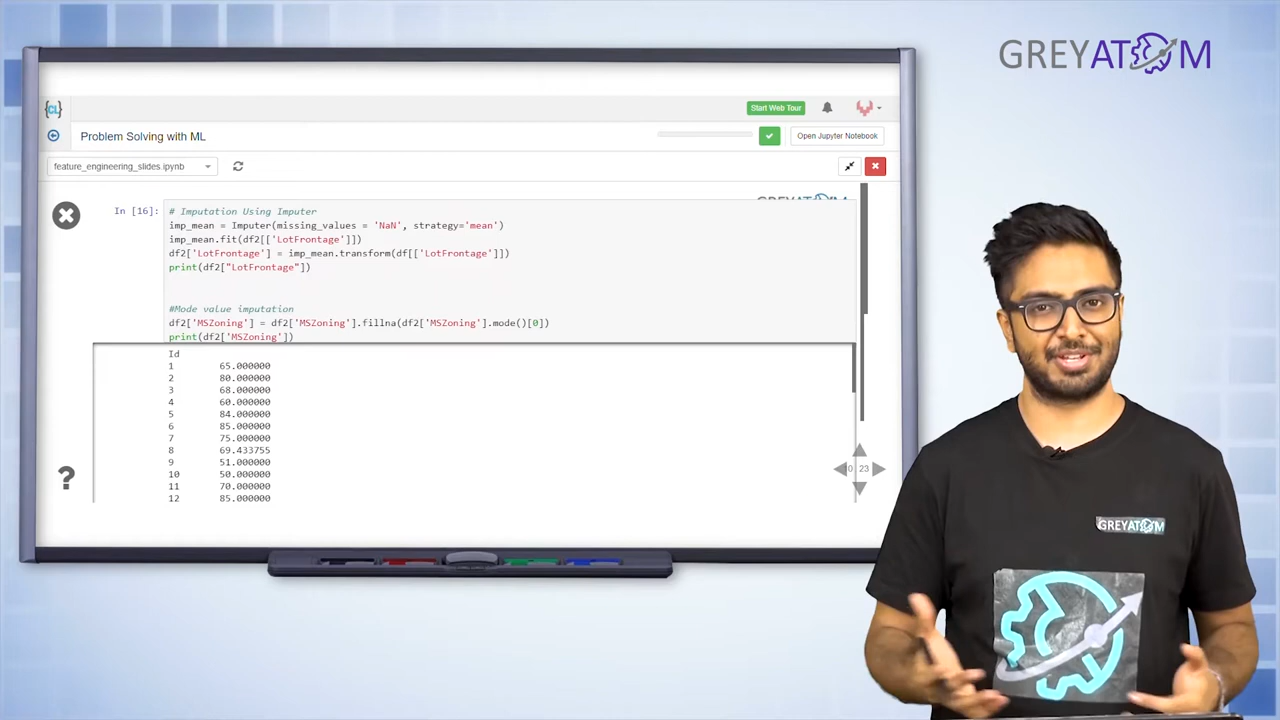 GREYATOM
{CL}
Start Web Tour
Problem Solving with ML
Open Jupyter Notebook
feature_engineering_slides.ipynb
GREYATOM
In [16]:
# Imputation Using Imputer
imp_mean = Imputer(missing_values = 'NaN', strategy='mean')
imp_mean.fit(df2[['LotFrontage']])
df2['LotFrontage'] = imp_mean.transform(df[['LotFrontage']])
print(df2["LotFrontage"])
#Mode value imputation
df2['MSZoning'] = df2['MSZoning'].fillna(df2['MSZoning'].mode()[0])
print(df2['MSZoning'])
Id
1 65.000000
2 80.000000
3 68.000000
4 60.000000
5 84.000000
6 85.000000
7 75.000000
8 69.433755
9 51.000000
10 50.000000
11 70.000000
12 85.000000
?
23
GREYATOM